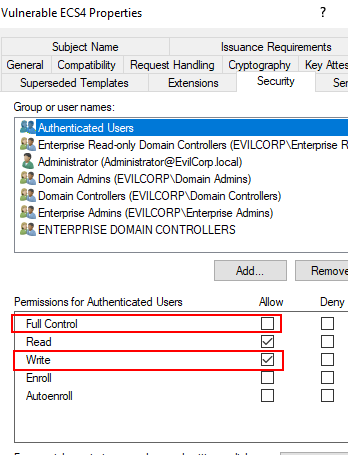 Vulnerable ECS4 Properties ?
Subject Name Issuance Requirements
General Compatibility Request Handling Cryptography Key Attes
Superseded Templates Extensions Security Ser
Group or user names:
Authenticated Users
Enterprise Read-only Domain Controllers (EVILCORP\Enterprise R
Administrator (Administrator@EvilCorp.local)
Domain Admins (EVILCORP\Domain Admins)
Domain Controllers (EVILCORP\Domain Controllers)
Enterprise Admins (EVILCORP\Enterprise Admins)
ENTERPRISE DOMAIN CONTROLLERS
Add... Remove
Permissions for Authenticated Users Allow Deny
Full Control
Read
Write
Enroll
Autoenroll